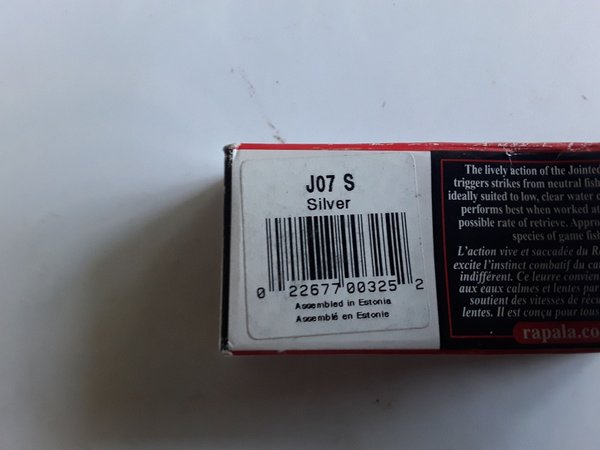 J07 S
Silver
0 22677 00325 2
Assembled in Estonia
Assemblé en Estonie
The lively action of the Jointed
triggers strikes from neutral fish
ideally suited to low, clear water
performs best when worked at
possible rate of retrieve.
species of game fish
L'action vive et saccadée du
excite l'instinct combatif du
indifférent. Ce leurre convient
aux eaux calmes et lentes par
soutient des vitesses de
lentes. Il est conçu pour tous
rapala.co